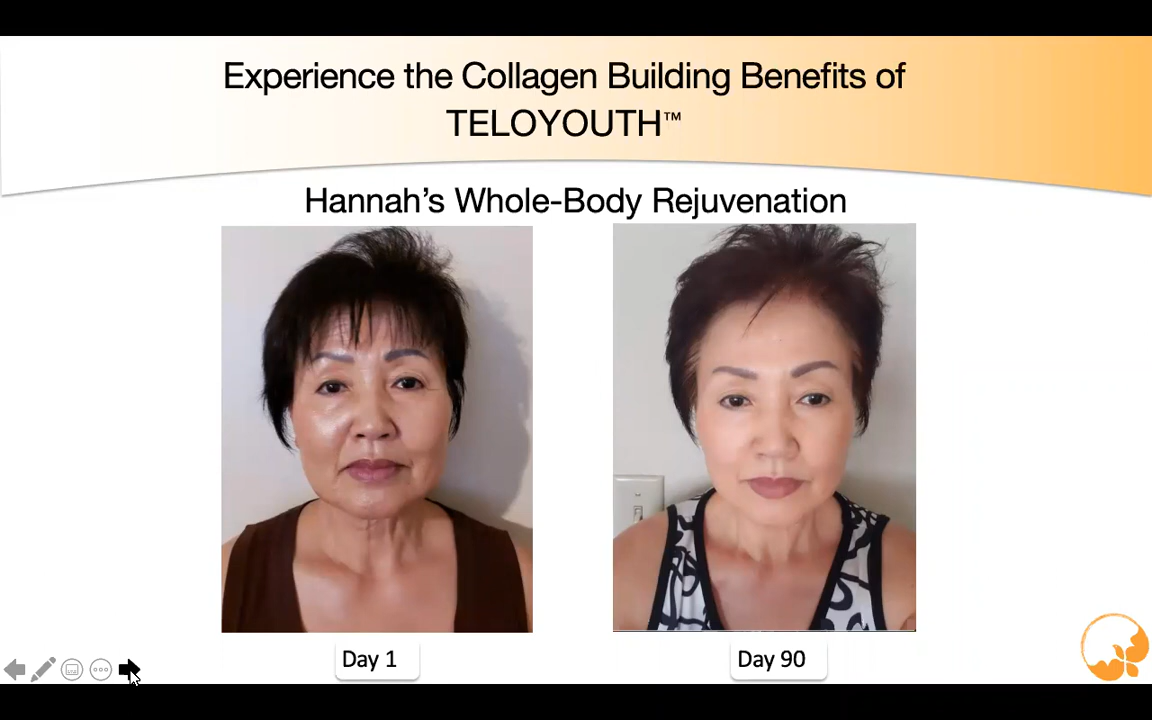 Experience the Collagen Building Benefits of
TELOYOUTH™
Hannah’s Whole-Body Rejuvenation
Day 1
Day 90